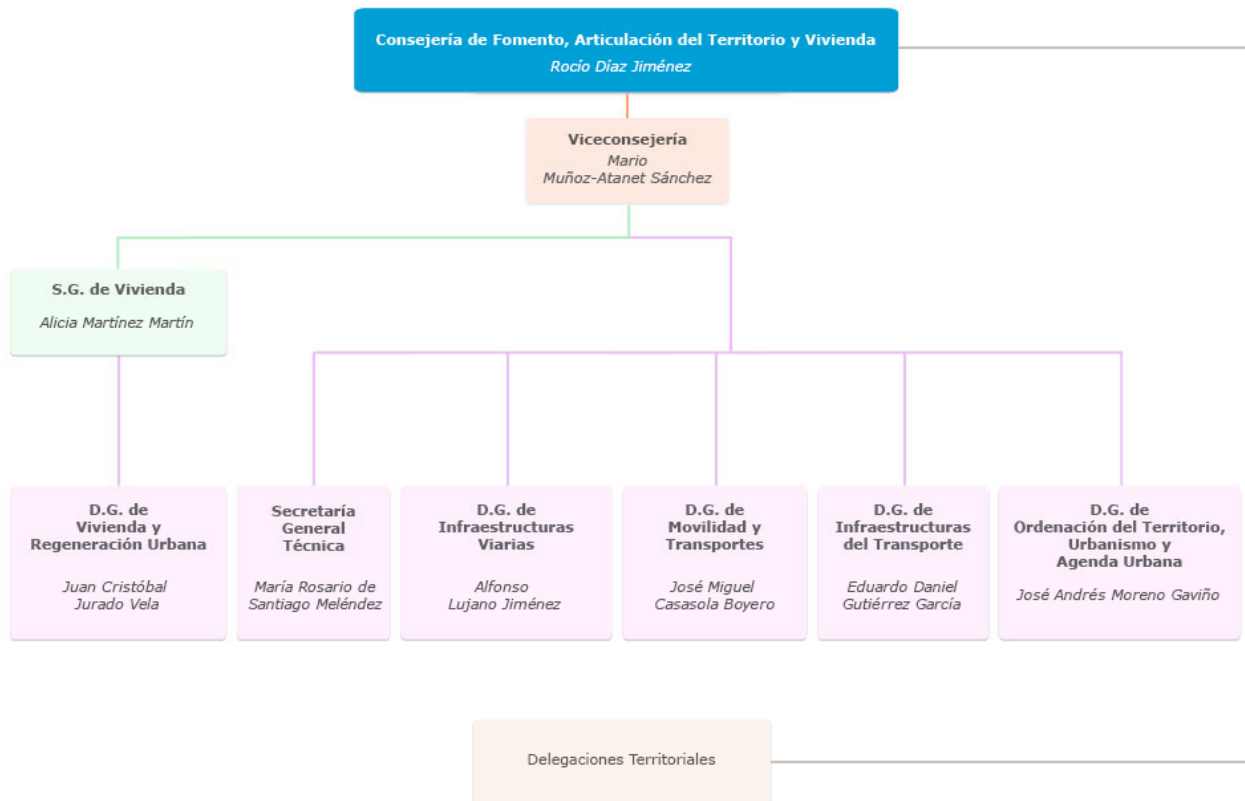 Consejería de Fomento, Articulación del Territorio y Vivienda
Rocío Díaz Jiménez
Viceconsejería
Mario
Muñoz-Atanet Sánchez
S.G. de Vivienda
Alicia Martínez Martín
D.G. de
Vivienda y
Regeneración Urbana
Juan Cristóbal
Jurado Vela
Secretaría
General
Técnica
María Rosario de
Santiago Meléndez
D.G. de
Infraestructuras
Viarias
Alfonso
Lujano Jiménez
D.G. de
Movilidad y
Transportes
José Miguel
Casasola Boyero
D.G. de
Infraestructuras
del Transporte
Eduardo Daniel
Gutiérrez García
D.G. de
Ordenación del Territorio,
Urbanismo y
Agenda Urbana
José Andrés Moreno Gaviño
Delegaciones Territoriales